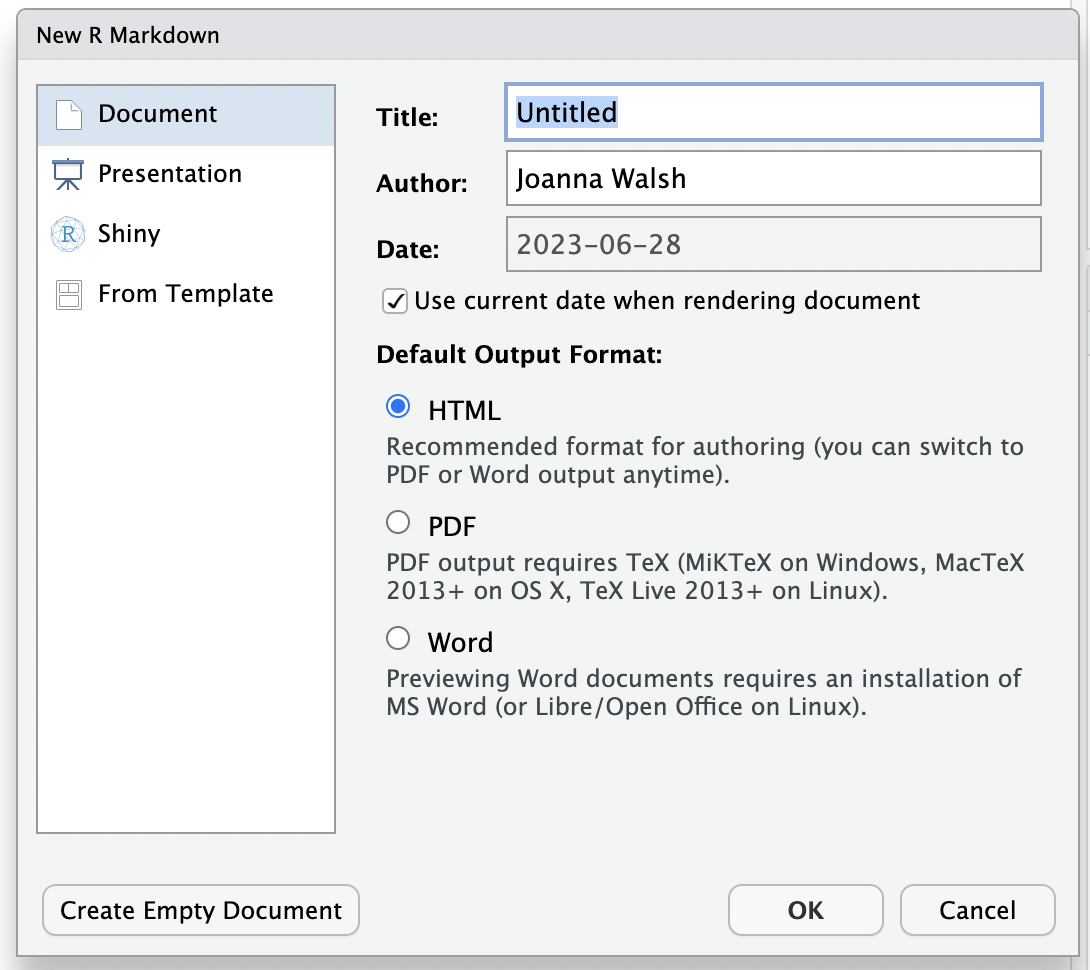 New R Markdown
Document
Presentation
R Shiny
From Template
Title: Untitled
Author: Joanna Walsh
Date: 2023-06-28
Use current date when rendering document
Default Output Format:
HTML
Recommended format for authoring (you can switch to
PDF or Word output anytime).
PDF
PDF output requires TeX (MiKTeX on Windows, MacTeX
2013+ on OS X, TeX Live 2013+ on Linux).
Word
Previewing Word documents requires an installation of
MS Word (or Libre/Open Office on Linux).
Create Empty Document OK Cancel